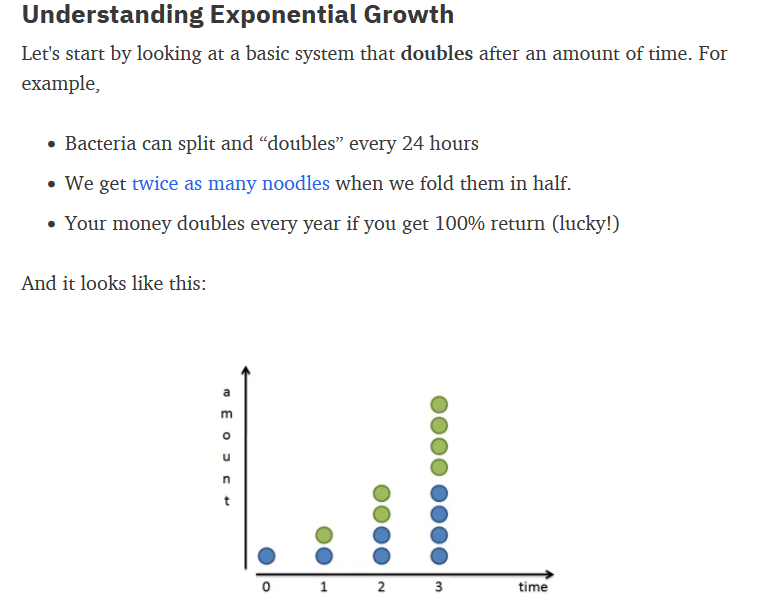 Understanding Exponential Growth
Let's start by looking at a basic system that doubles after an amount of time. For
example,
• Bacteria can split and “doubles” every 24 hours
• We get twice as many noodles when we fold them in half.
• Your money doubles every year if you get 100% return (lucky!)
And it looks like this:
a
m
o
u
n
t
0 1 2 3 time